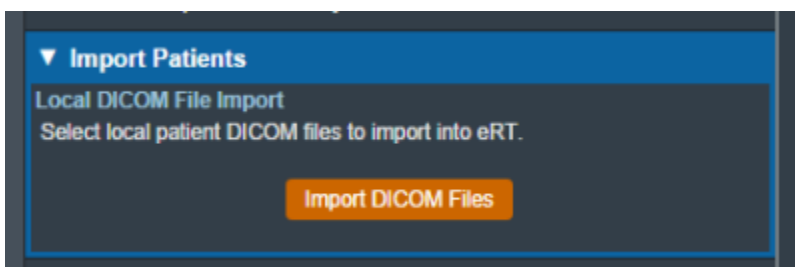 Import Patients
Local DICOM File Import
Select local patient DICOM files to import into eRT.
Import DICOM Files